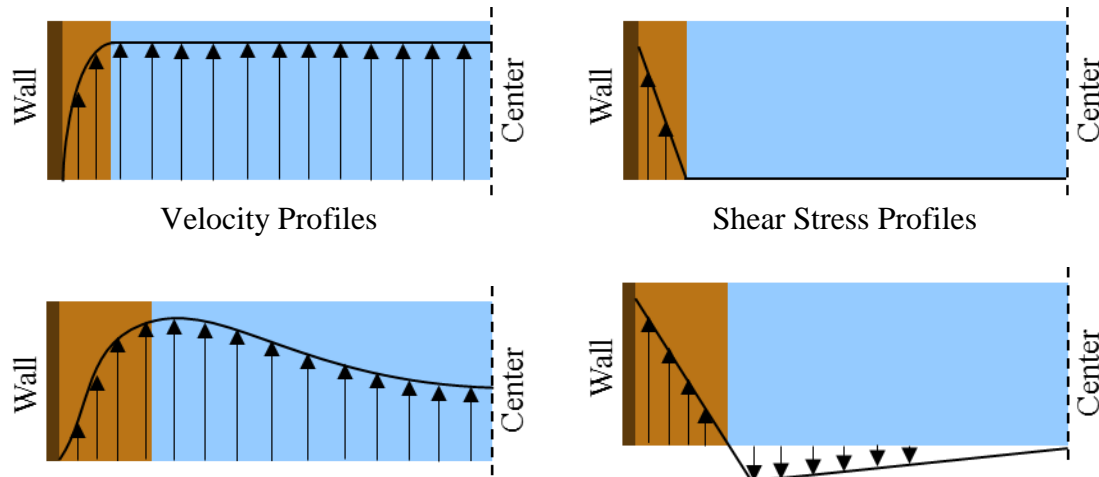 Wall
Center
Wall
Center
Velocity Profiles
Shear Stress Profiles
Wall
Center
Wall
Center